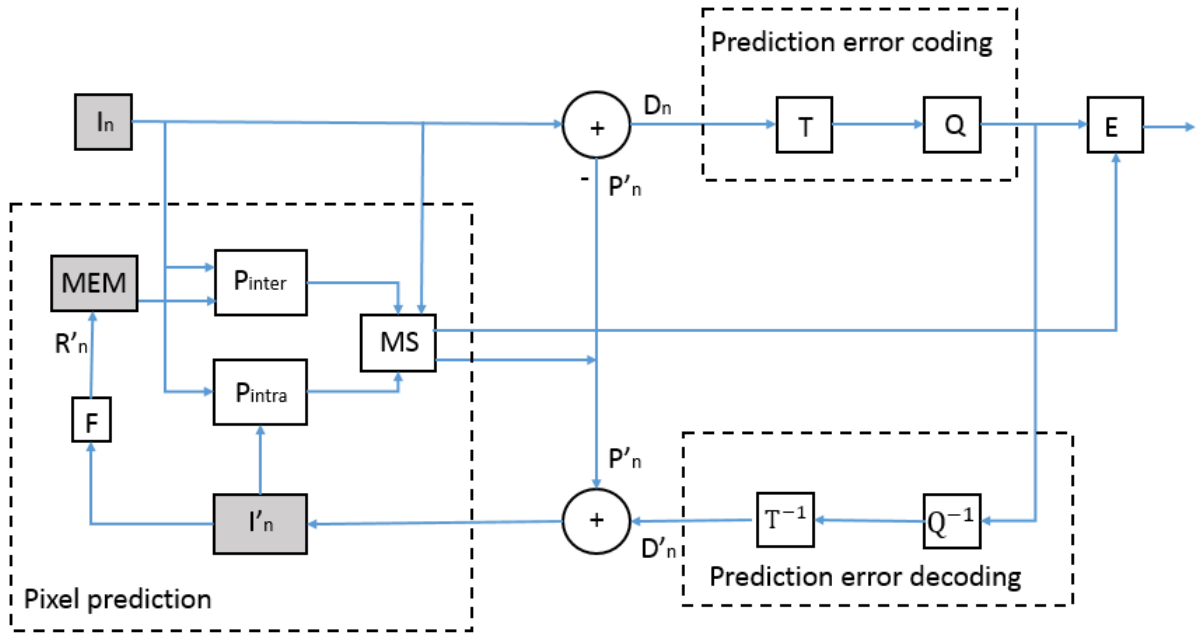 Prediction error coding
Iₙ
+
Dₙ
T
Q
E
-
P’ₙ
MEM
Pinter
R’ₙ
MS
Pintra
F
P’ₙ
I’ₙ
+
D’ₙ
T⁻¹
Q⁻¹
Prediction error decoding
Pixel prediction